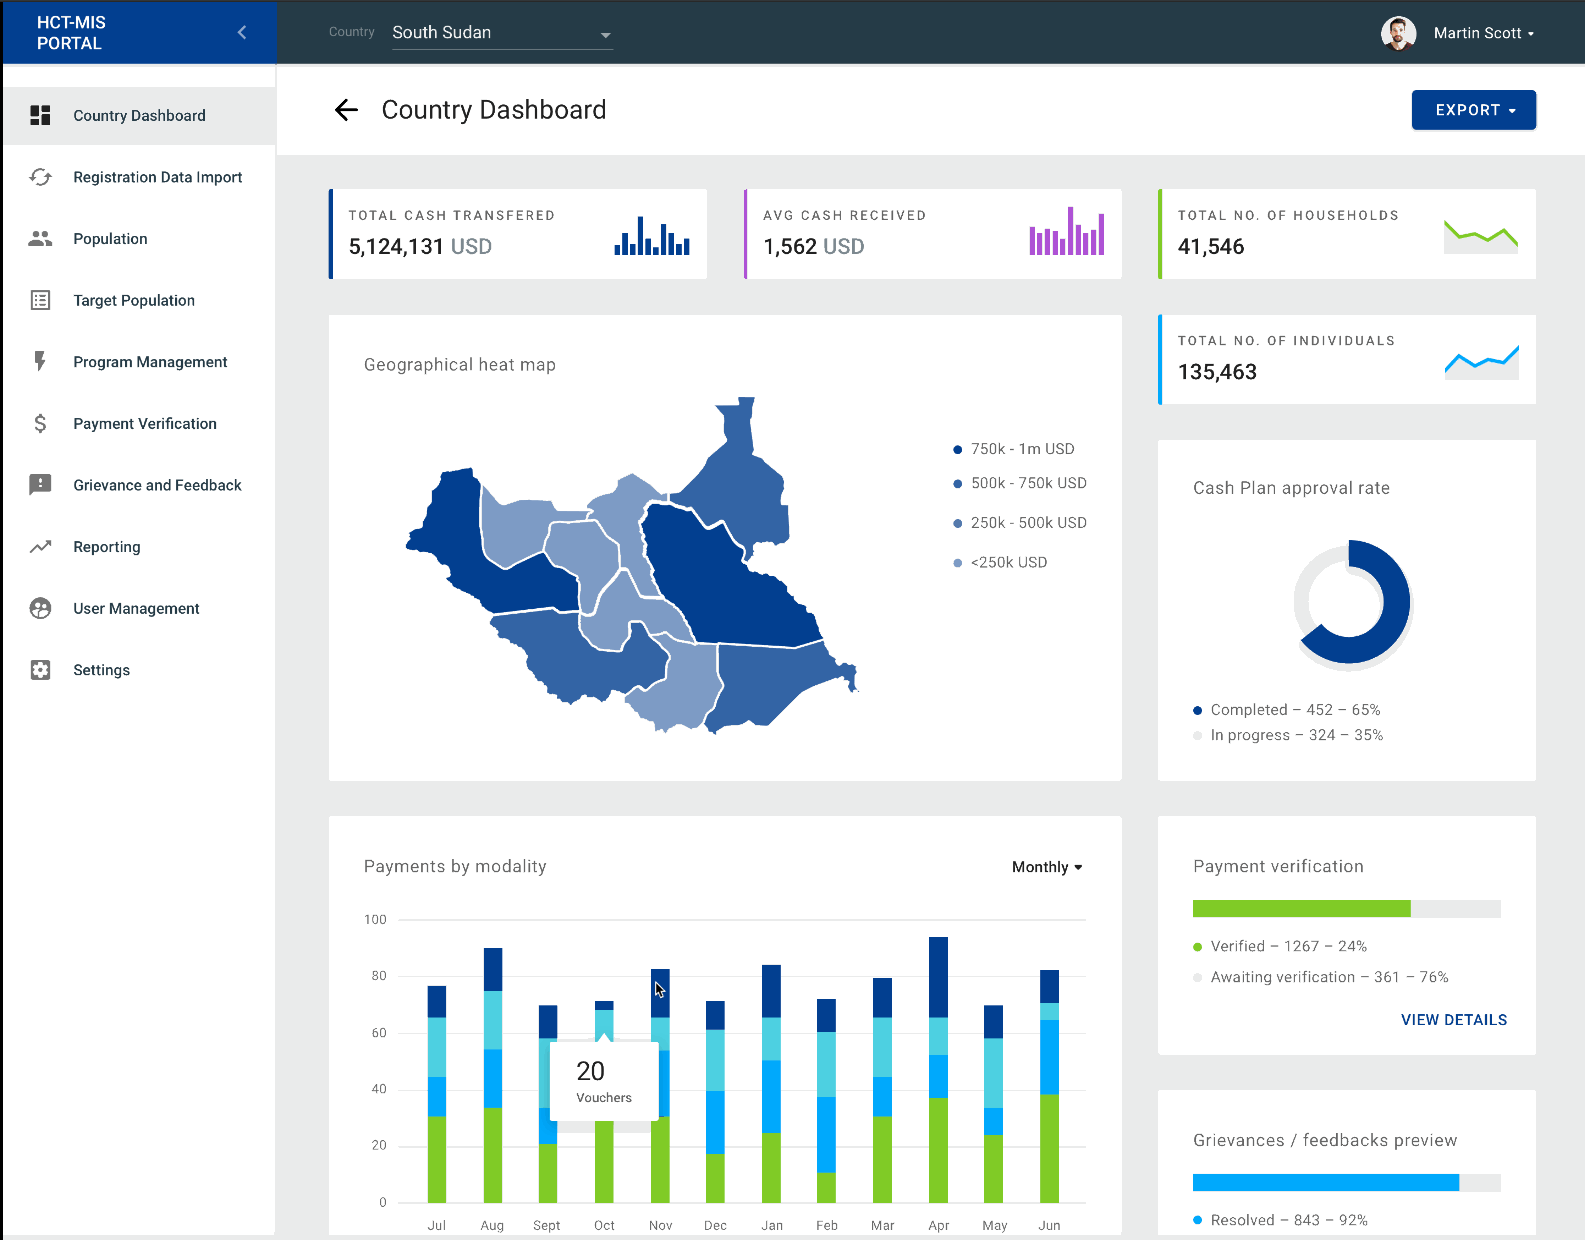 HCT-MIS
PORTAL
Country South Sudan
Martin Scott
Country Dashboard
EXPORT
Country Dashboard
Registration Data Import
Population
Target Population
Program Management
Payment Verification
Grievance and Feedback
Reporting
User Management
Settings
TOTAL CASH TRANSFERED
5,124,131 USD
AVG CASH RECEIVED
1,562 USD
TOTAL NO. OF HOUSEHOLDS
41,546
TOTAL NO. OF INDIVIDUALS
135,463
Geographical heat map
750k - 1m USD
500k - 750k USD
250k - 500k USD
<250k USD
Cash Plan approval rate
Completed – 452 – 65%
In progress – 324 – 35%
Payments by modality
Monthly
100
80
60
40
20
0
20
Vouchers
Jul Aug Sept Oct Nov Dec Jan Feb Mar Apr May Jun
Payment verification
Verified – 1267 – 24%
Awaiting verification – 361 – 76%
VIEW DETAILS
Grievances / feedbacks preview
Resolved – 843 – 92%